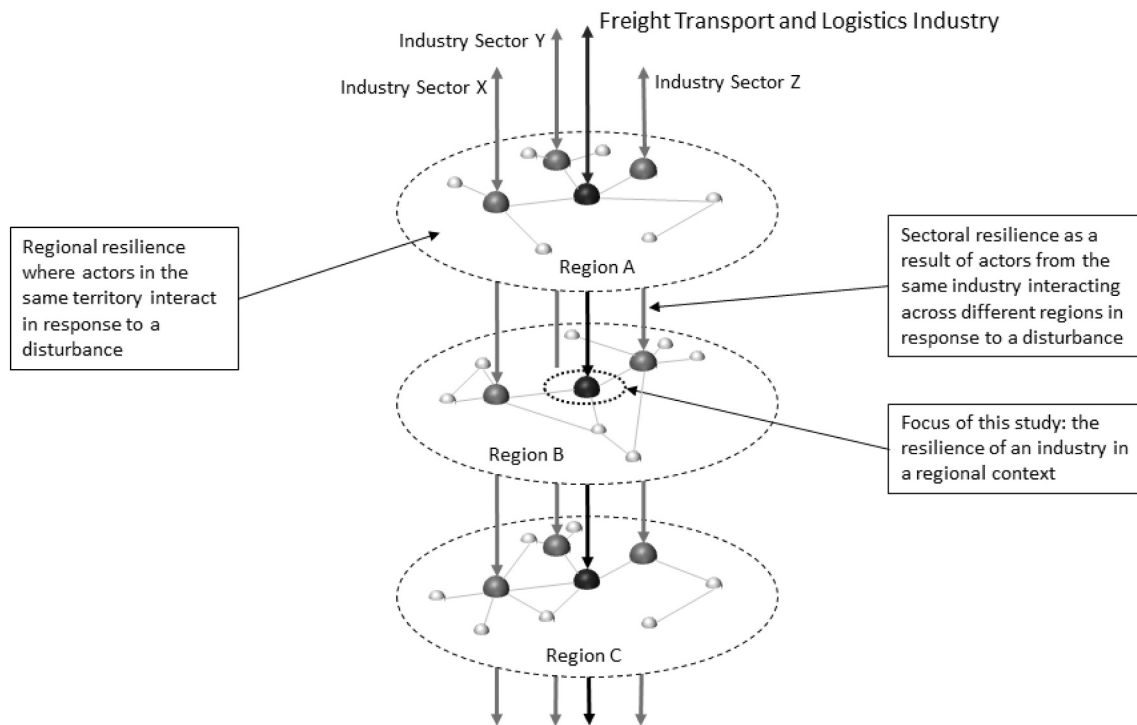 Freight Transport and Logistics Industry
Industry Sector Y
Industry Sector X
Industry Sector Z
Regional resilience
where actors in the
same territory interact
in response to a
disturbance
Sectoral resilience as a
result of actors from the
same industry interacting
across different regions in
response to a disturbance
Region A
Focus of this study: the
resilience of an industry in
a regional context
Region B
Region C